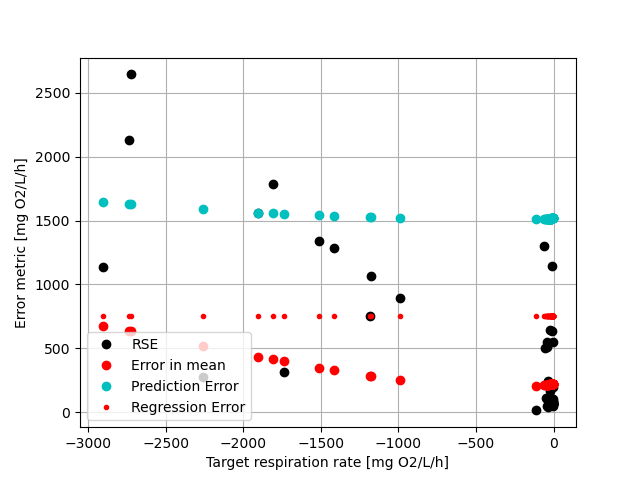 2500
2000
1500
1000
500
0
Error metric [mg O2/L/h]
RSE
Error in mean
Prediction Error
Regression Error
−3000 −2500 −2000 −1500 −1000 −500 0
Target respiration rate [mg O2/L/h]